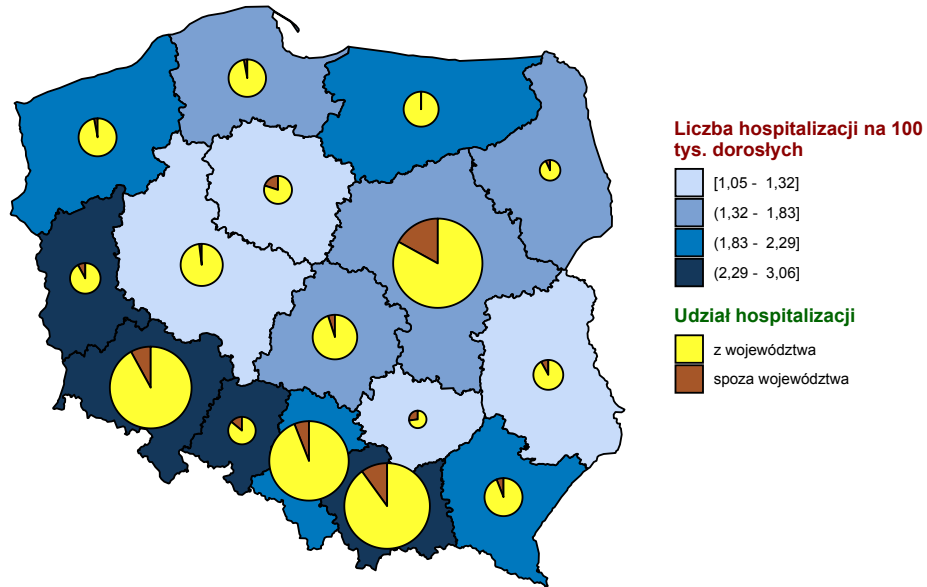 Liczba hospitalizacji na 100
tys. dorosłych
[1,05 - 1,32]
(1,32 - 1,83]
(1,83 - 2,29]
(2,29 - 3,06]
Udział hospitalizacji
z województwa
spoza województwa